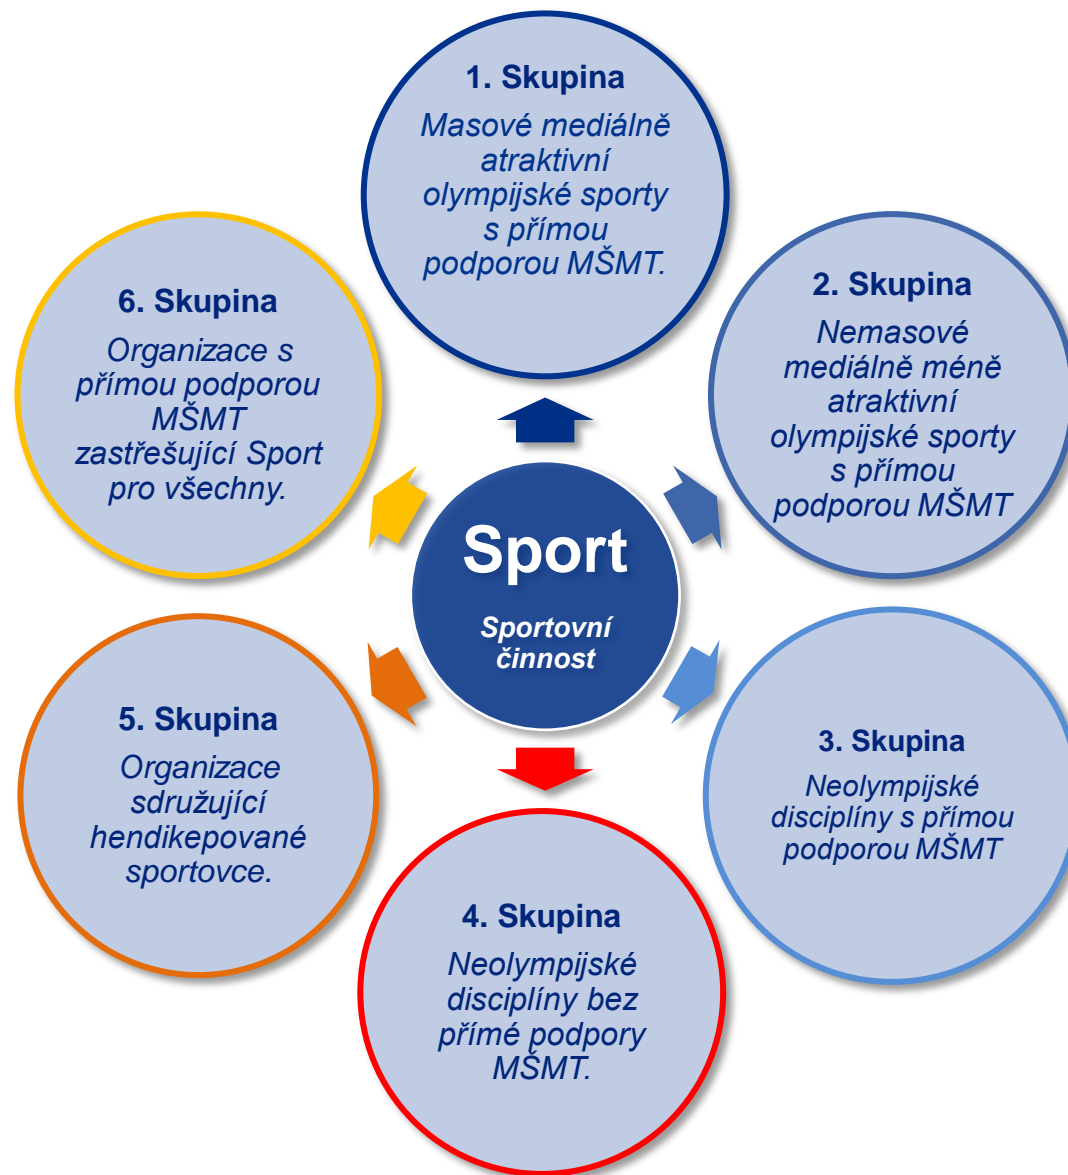 1. Skupina
Masové mediálně
atraktivní
olympijské sporty
s přímou
podporou MŠMT.
2. Skupina
Nemasové
mediálně méně
atraktivní
olympijské sporty
s přímou
podporou MŠMT
3. Skupina
Neolympijské
disciplíny s přímou
podporou MŠMT
4. Skupina
Neolympijské
disciplíny bez
přímé podpory
MŠMT.
5. Skupina
Organizace
sdružující
hendikepované
sportovce.
6. Skupina
Organizace s
přímou podporou
MŠMT
zastřešující Sport
pro všechny.
Sport
Sportovní
činnost